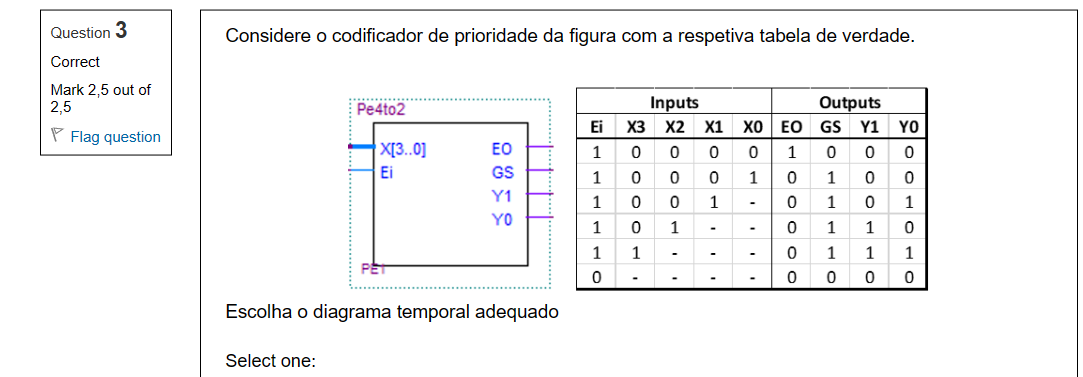 Question 3
Correct
Mark 2,5 out of
2,5
Flag question
Considere o codificador de prioridade da figura com a respetiva tabela de verdade.
Pe4to2
X[3..0] EO
Ei GS
Y1
Y0
PE1
Inputs Outputs
Ei X3 X2 X1 X0 EO GS Y1 Y0
1 0 0 0 0 1 0 0 0
1 0 0 0 1 0 1 0 0
1 0 0 1 - 0 1 0 1
1 0 1 - - 0 1 1 0
1 1 - - - 0 1 1 1
0 - - - - 0 0 0 0
Escolha o diagrama temporal adequado
Select one: